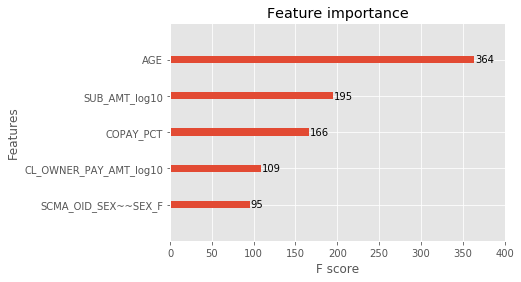 Feature importance
Features
AGE
364
SUB_AMT_log10
195
COPAY_PCT
166
CL_OWNER_PAY_AMT_log10
109
SCMA_OID_SEX~~SEX_F
95
0 50 100 150 200 250 300 350 400
F score